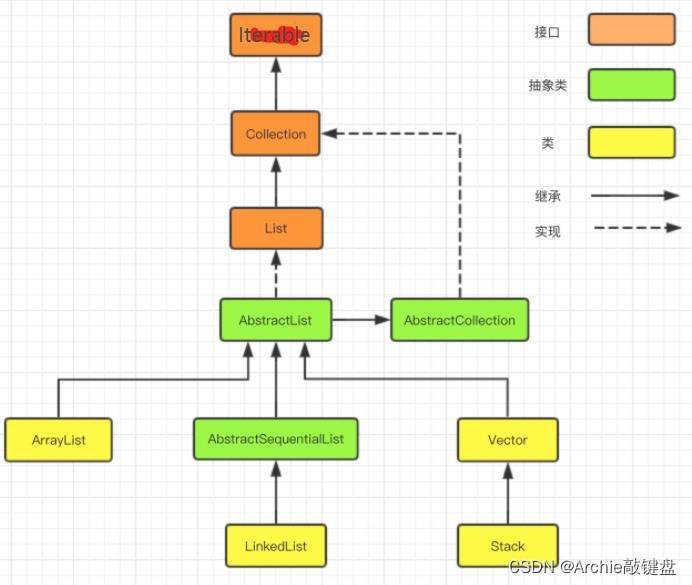 Iterable
接口
抽象类
Collection
类
继承
List
实现
AbstractList
AbstractCollection
ArrayList
AbstractSequentialList
Vector
LinkedList
Stack
CSDN @Archie敲键盘